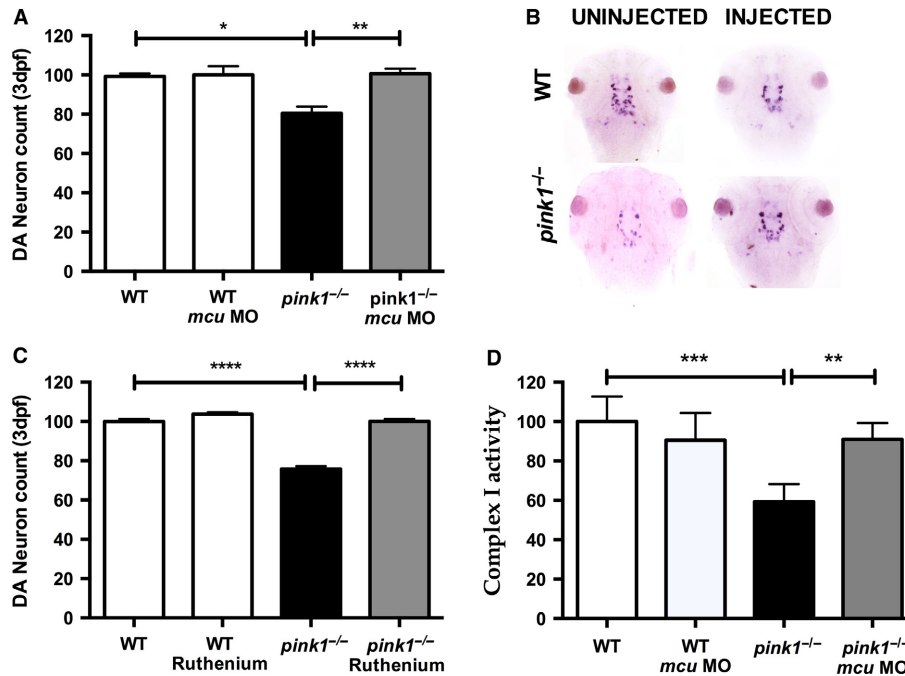 A
DA Neuron count (3dpf)
120
100
80
60
40
20
0
*
**
WT
WT
mcu MO
pink1–/–
pink1–/–
mcu MO
B
UNINJECTED
INJECTED
WT
pink1–/–
C
DA Neuron count (3dpf)
120
100
80
60
40
20
0
****
****
WT
WT
Ruthenium
pink1–/–
pink1–/–
Ruthenium
D
Complex I activity
120
100
80
60
40
20
0
***
**
WT
WT
mcu MO
pink1–/–
pink1–/–
mcu MO